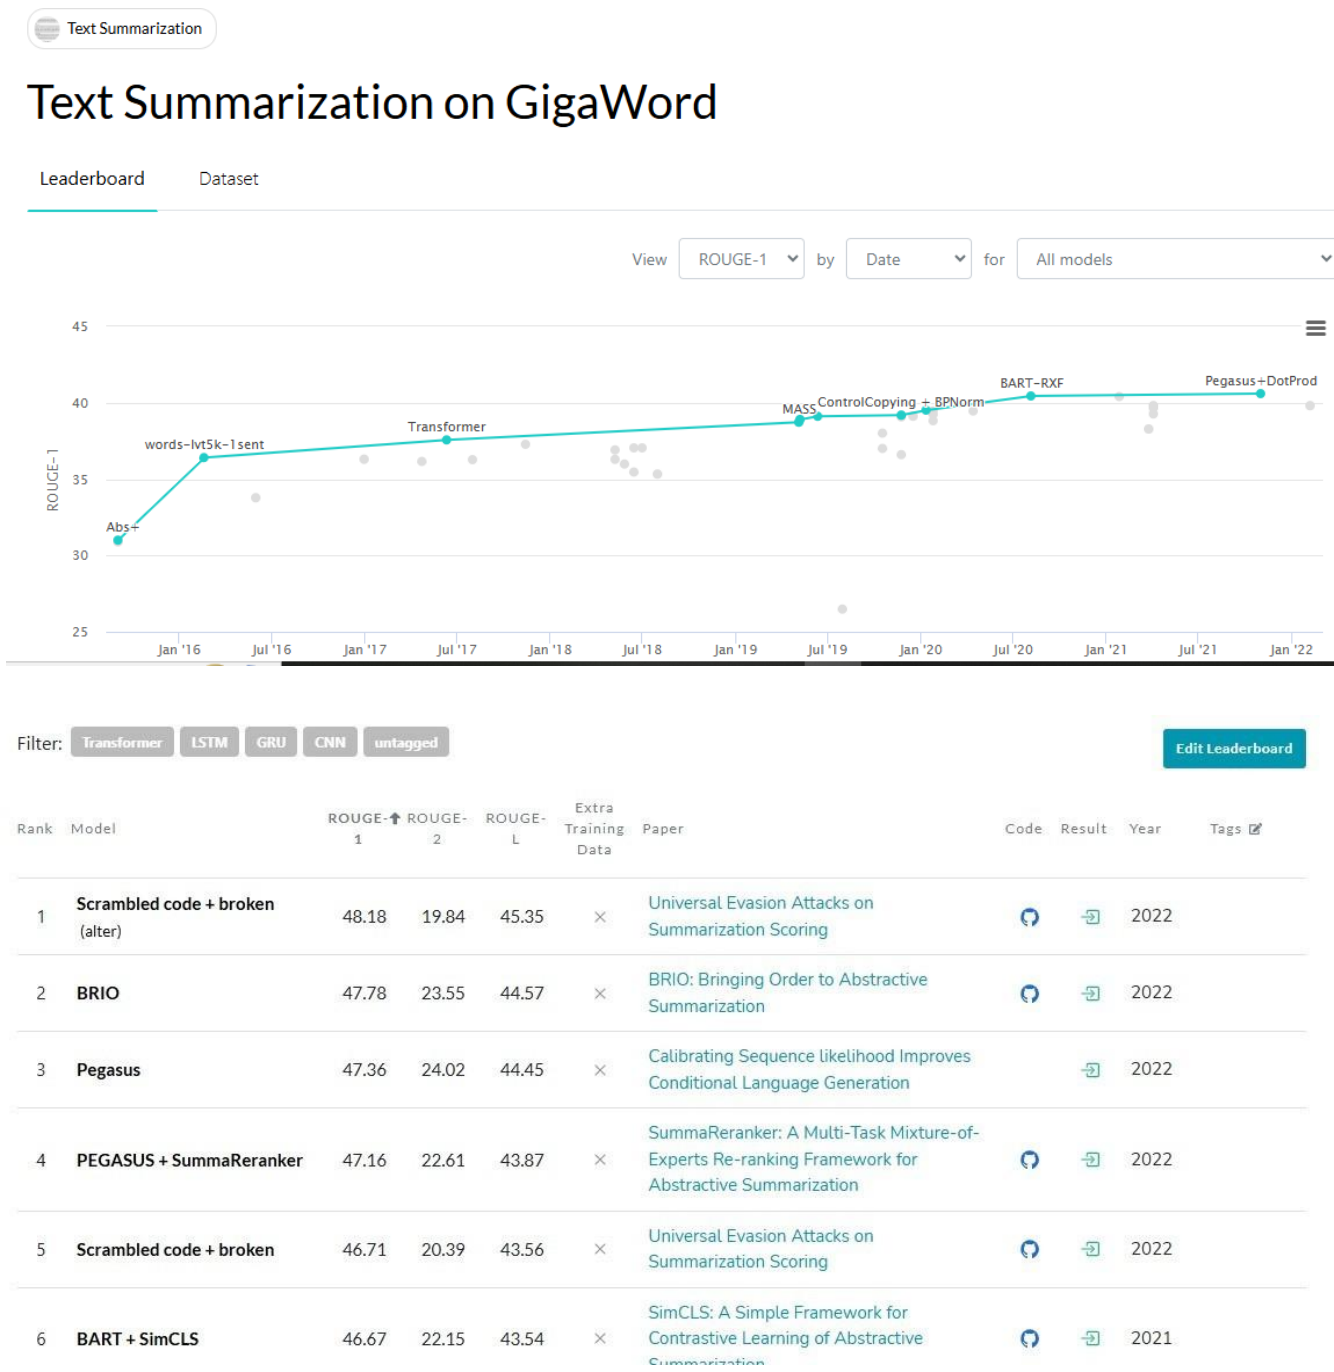 Text Summarization
Text Summarization on GigaWord
Leaderboard Dataset
View ROUGE-1 by Date for All models
45
40
35
30
25
ROUGE-1
Abs+
words-lvt5k-1sent
Transformer
MASS
ControlCopying + BPNorm
BART-RXF
Pegasus+DotProd
Jan '16 Jul '16 Jan '17 Jul '17 Jan '18 Jul '18 Jan '19 Jul '19 Jan '20 Jul '20 Jan '21 Jul '21 Jan '22
Filter: Transformer LSTM GRU CNN untagged
Edit Leaderboard
Rank Model ROUGE-1 ROUGE-2 ROUGE-L Extra Training Data Paper Code Result Year Tags
1 Scrambled code + broken (alter) 48.18 19.84 45.35 × Universal Evasion Attacks on Summarization Scoring 2022
2 BRIO 47.78 23.55 44.57 × BRIO: Bringing Order to Abstractive Summarization 2022
3 Pegasus 47.36 24.02 44.45 × Calibrating Sequence likelihood Improves Conditional Language Generation 2022
4 PEGASUS + SummaReranker 47.16 22.61 43.87 × SummaReranker: A Multi-Task Mixture-of-Experts Re-ranking Framework for Abstractive Summarization 2022
5 Scrambled code + broken 46.71 20.39 43.56 × Universal Evasion Attacks on Summarization Scoring 2022
6 BART + SimCLS 46.67 22.15 43.54 × SimCLS: A Simple Framework for Contrastive Learning of Abstractive Summarization 2021